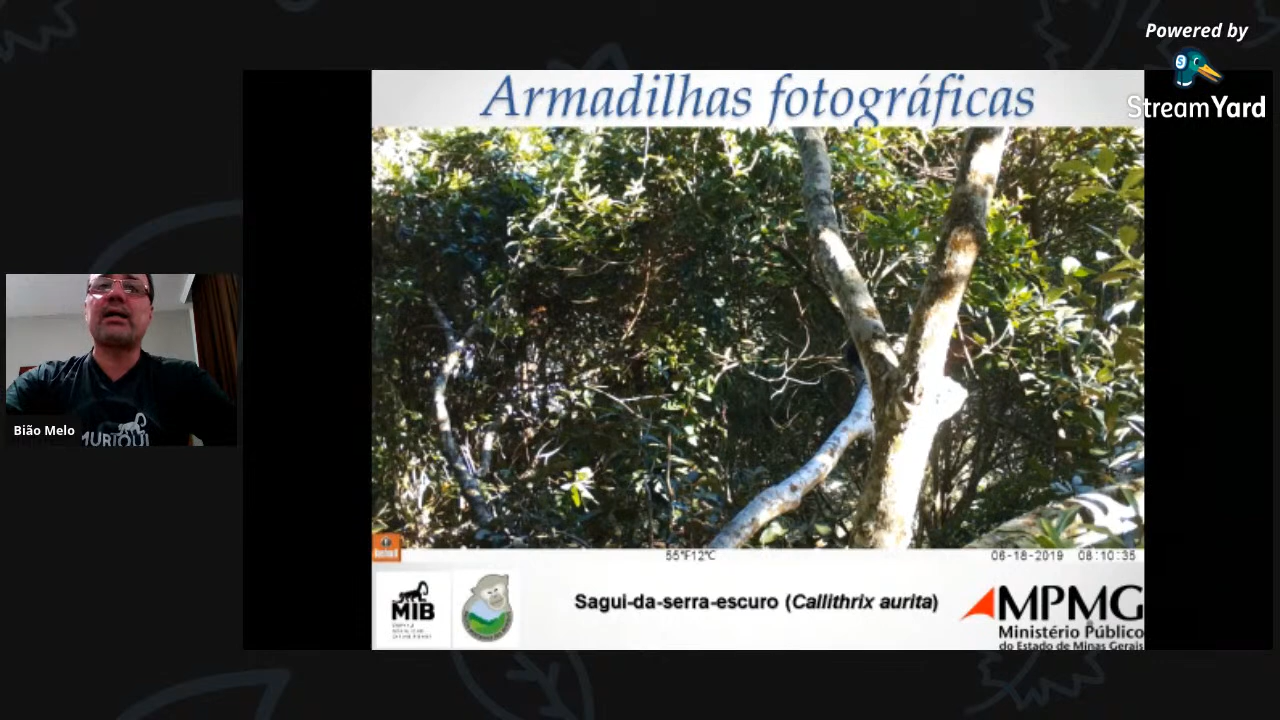 Powered by
StreamYard
Armadilhas fotográficas
Bião Melo
MURIQUI
55°F12°C
06-18-2019 08:10:35
MIB
Sagui-da-serra-escuro (Callithrix aurita)
MPMG
Ministério Público
do Estado de Minas Gerais